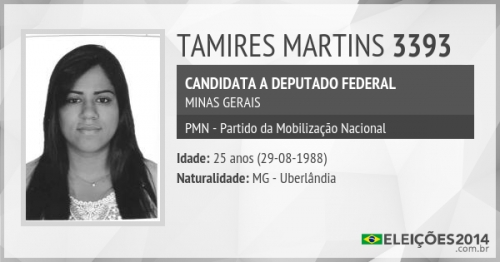 TAMIRES MARTINS 3393
CANDIDATA A DEPUTADO FEDERAL
MINAS GERAIS
PMN - Partido da Mobilização Nacional
Idade: 25 anos (29-08-1988)
Naturalidade: MG - Uberlândia
ELEIÇÕES2014
.com.br